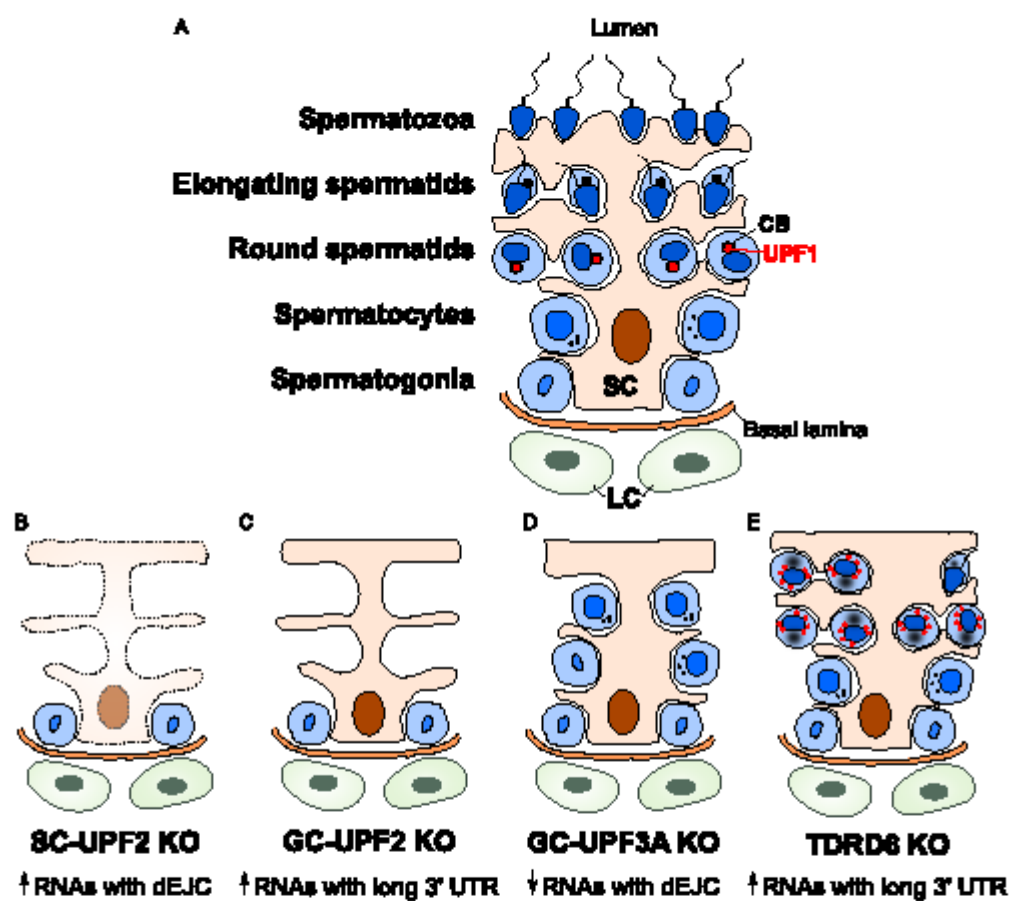 A
Lumen
Spermatozoa
Elongating spermatids
Round spermatids
CB
UPF1
Spermatocytes
Spermatogonia
SC
Basal lamina
LC
B
C
D
E
SC-UPF2 KO
GC-UPF2 KO
GC-UPF3A KO
TDRD6 KO
↑RNAs with dEJC
↑RNAs with long 3' UTR
↓RNAs with dEJC
↑RNAs with long 3' UTR